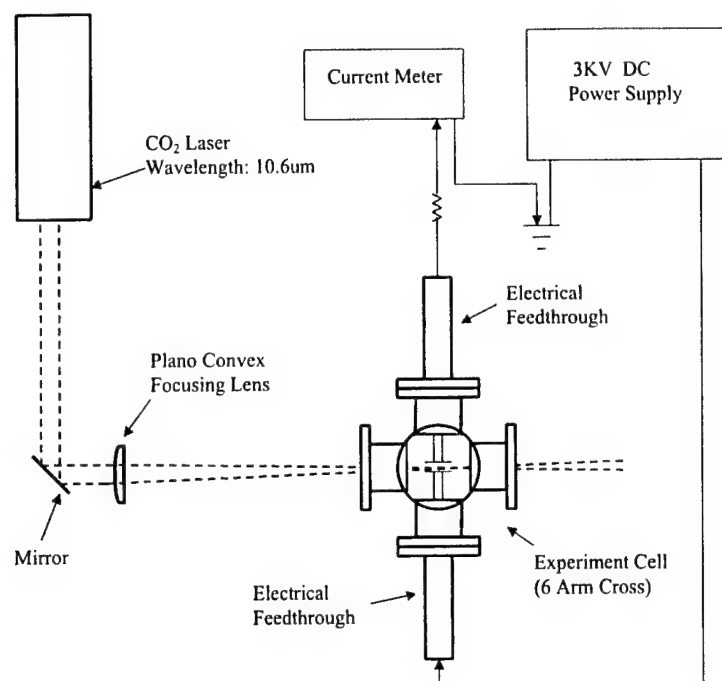 Current Meter
3KV DC
Power Supply
CO₂ Laser
Wavelength: 10.6um
Electrical
Feedthrough
Plano Convex
Focusing Lens
Mirror
Experiment Cell
(6 Arm Cross)
Electrical
Feedthrough